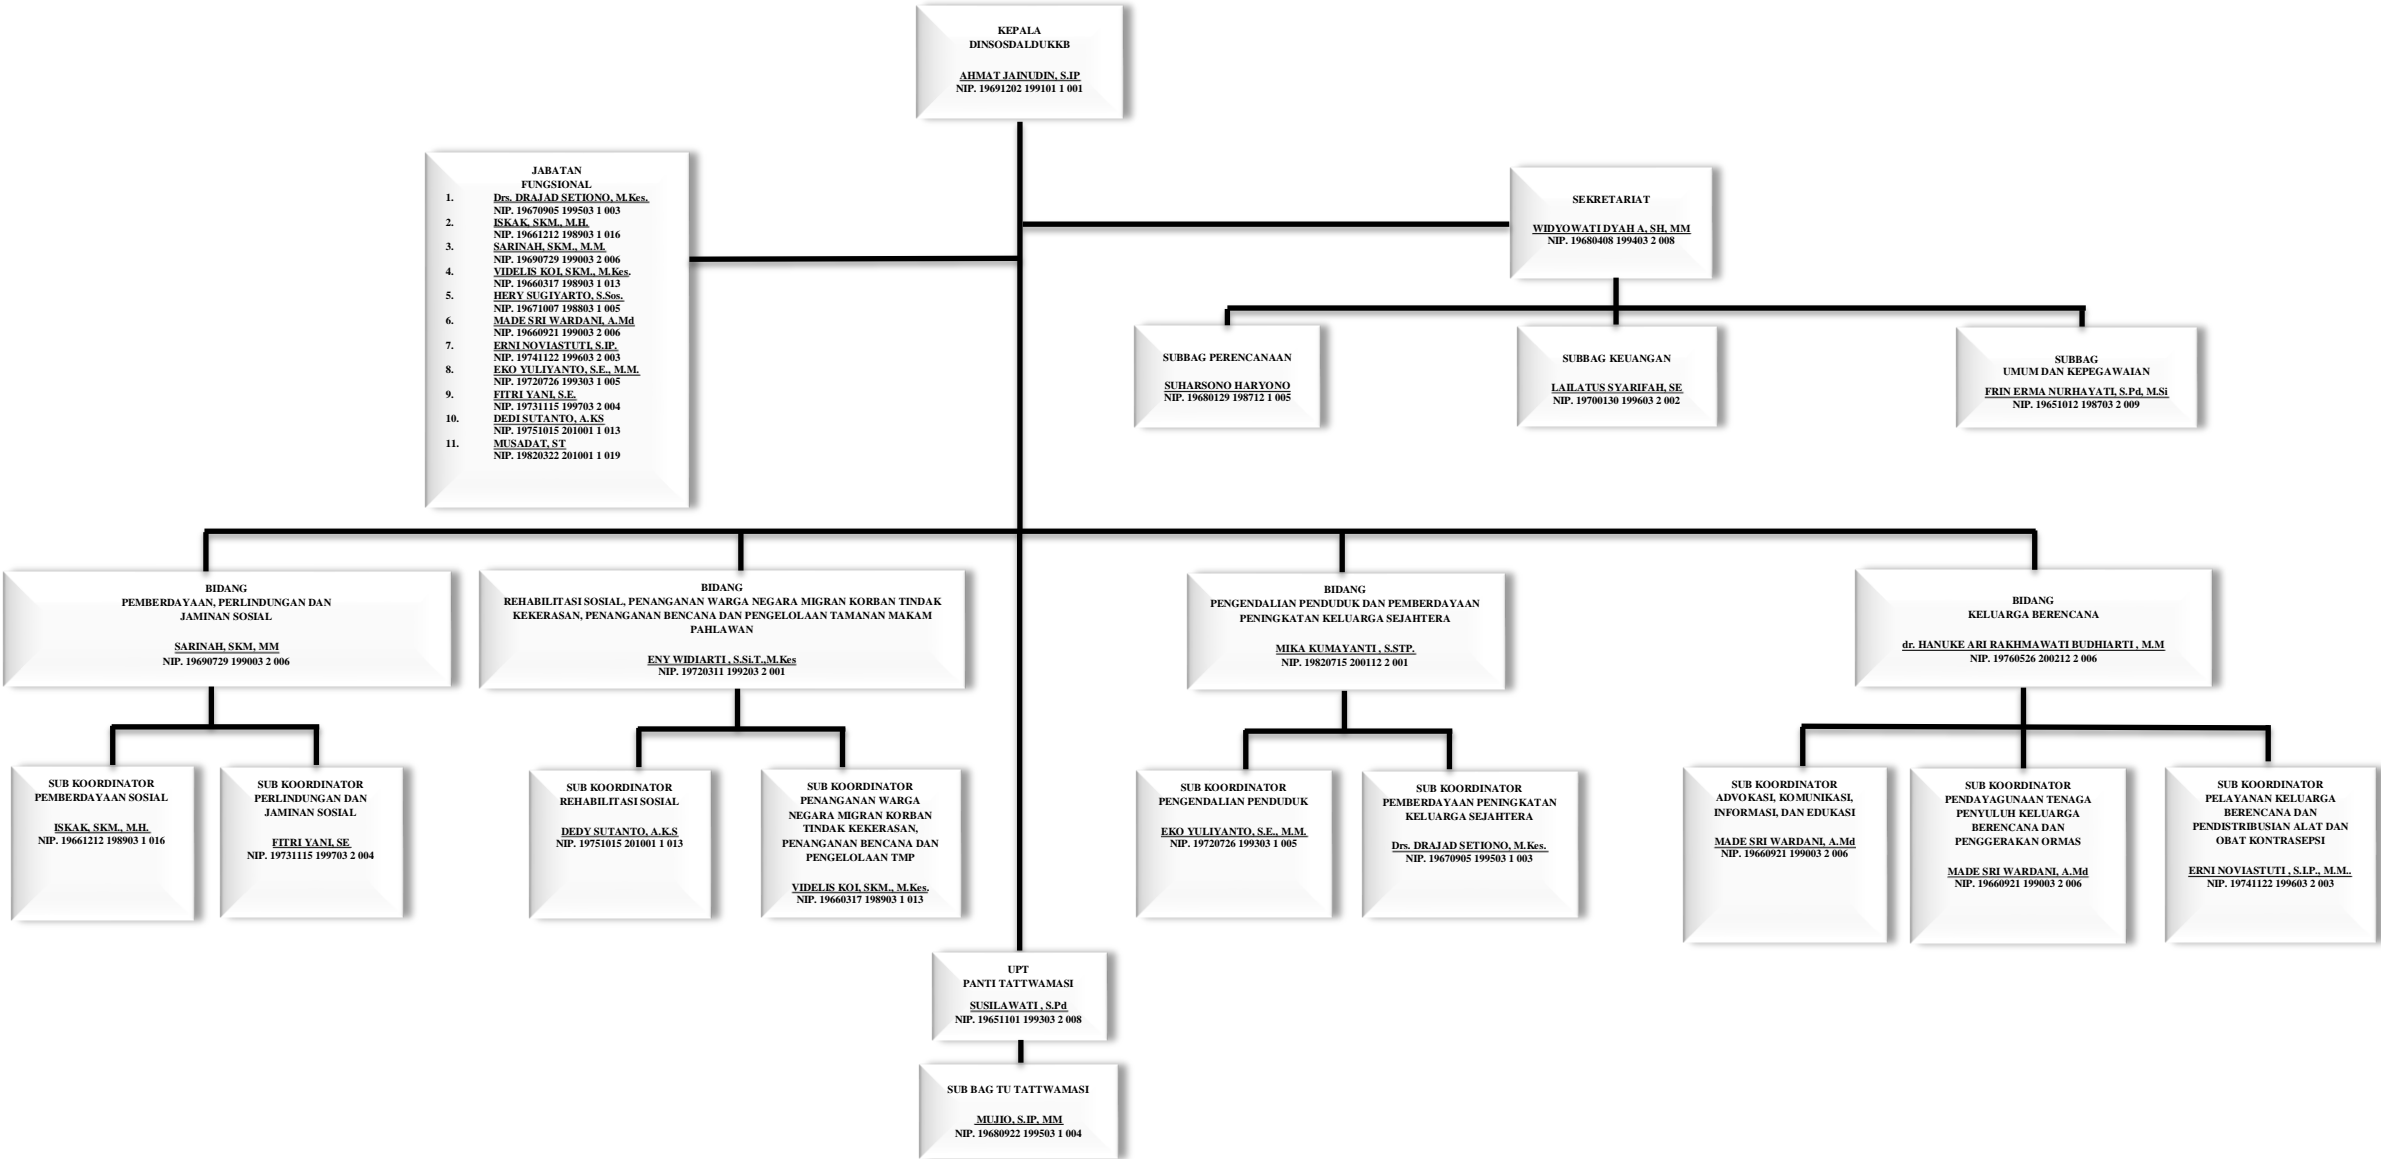 KEPALA
DINSOSDALDUKKB
AHMAT JAINUDIN, S.IP
NIP. 19691202 199101 1 001
JABATAN
FUNGSIONAL
1. Drs. DRAJAD SETIONO, M.Kes.
NIP. 19670905 199503 1 003
2. ISKAK, SKM., M.H.
NIP. 19661212 198903 1 016
3. SARINAH, SKM., M.M.
NIP. 19690729 199003 2 006
4. VIDELIS KOI, SKM., M.Kes.
NIP. 19660317 198903 1 013
5. HERY SUGIYARTO, S.Sos.
NIP. 19671007 198803 1 005
6. MADE SRI WARDANI, A.Md
NIP. 19660921 199003 2 006
7. ERNI NOVIASTUTI, S.IP.
NIP. 19741122 199603 2 003
8. EKO YULIYANTO, S.E., M.M.
NIP. 19720726 199303 1 005
9. FITRI YANI, S.E.
NIP. 19731115 199703 2 004
10. DEDI SUTANTO, A.KS
NIP. 19751015 201001 1 013
11. MUSADAT, ST
NIP. 19820322 201001 1 019
SEKRETARIAT
WIDYOWATI DYAH A, SH, MM
NIP. 19680408 199403 2 008
SUBBAG PERENCANAAN
SUHARSONO HARYONO
NIP. 19680129 198712 1 005
SUBBAG KEUANGAN
LAILATUS SYARIFAH, SE
NIP. 19700130 199603 2 002
SUBBAG
UMUM DAN KEPEGAWAIAN
FRIN ERMA NURHAYATI, S.Pd, M.Si
NIP. 19651012 198703 2 009
BIDANG
PEMBERDAYAAN, PERLINDUNGAN DAN
JAMINAN SOSIAL
SARINAH, SKM, MM
NIP. 19690729 199003 2 006
BIDANG
REHABILITASI SOSIAL, PENANGANAN WARGA NEGARA MIGRAN KORBAN TINDAK
KEKERASAN, PENANGANAN BENCANA DAN PENGELOLAAN TAMANAN MAKAM
PAHLAWAN
ENY WIDIARTI , S.Si.T.,M.Kes
NIP. 19720311 199203 2 001
BIDANG
PENGENDALIAN PENDUDUK DAN PEMBERDAYAAN
PENINGKATAN KELUARGA SEJAHTERA
MIKA KUMAYANTI , S.STP.
NIP. 19820715 200112 2 001
BIDANG
KELUARGA BERENCANA
dr. HANUKE ARI RAKHMAWATI BUDHIARTI , M.M
NIP. 19760526 200212 2 006
SUB KOORDINATOR
PEMBERDAYAAN SOSIAL
ISKAK, SKM., M.H.
NIP. 19661212 198903 1 016
SUB KOORDINATOR
PERLINDUNGAN DAN
JAMINAN SOSIAL
FITRI YANI, SE
NIP. 19731115 199703 2 004
SUB KOORDINATOR
REHABILITASI SOSIAL
DEDY SUTANTO, A.K.S
NIP. 19751015 201001 1 013
SUB KOORDINATOR
PENANGANAN WARGA
NEGARA MIGRAN KORBAN
TINDAK KEKERASAN,
PENANGANAN BENCANA DAN
PENGELOLAAN TMP
VIDELIS KOI, SKM., M.Kes.
NIP. 19660317 198903 1 013
SUB KOORDINATOR
PENGENDALIAN PENDUDUK
EKO YULIYANTO, S.E., M.M.
NIP. 19720726 199303 1 005
SUB KOORDINATOR
PEMBERDAYAAN PENINGKATAN
KELUARGA SEJAHTERA
Drs. DRAJAD SETIONO, M.Kes.
NIP. 19670905 199503 1 003
SUB KOORDINATOR
ADVOKASI, KOMUNIKASI,
INFORMASI, DAN EDUKASI
MADE SRI WARDANI, A.Md
NIP. 19660921 199003 2 006
SUB KOORDINATOR
PENDAYAGUNAAN TENAGA
PENYULUH KELUARGA
BERENCANA DAN
PENGGERAKAN ORMAS
MADE SRI WARDANI, A.Md
NIP. 19660921 199003 2 006
SUB KOORDINATOR
PELAYANAN KELUARGA
BERENCANA DAN
PENDISTRIBUSIAN ALAT DAN
OBAT KONTRASEPSI
ERNI NOVIASTUTI , S.I.P., M.M..
NIP. 19741122 199603 2 003
UPT
PANTI TATTWAMASI
SUSILAWATI , S.Pd
NIP. 19651101 199303 2 008
SUB BAG TU TATTWAMASI
MUJIO, S.IP, MM
NIP. 19680922 199503 1 004